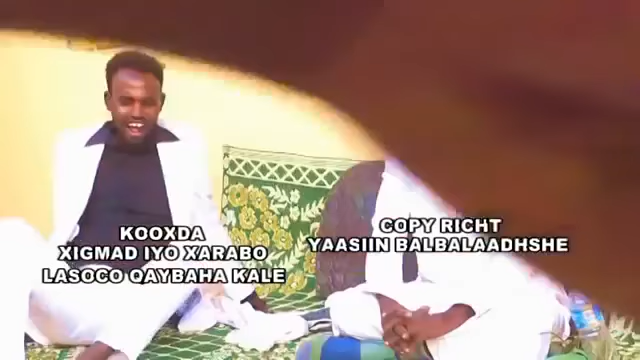 KOOXDA
XIGMAD IYO XARABO
LASOCO QAYBAHA KALE
COPY RICHT
YAASIIN BALBALAADHSHE